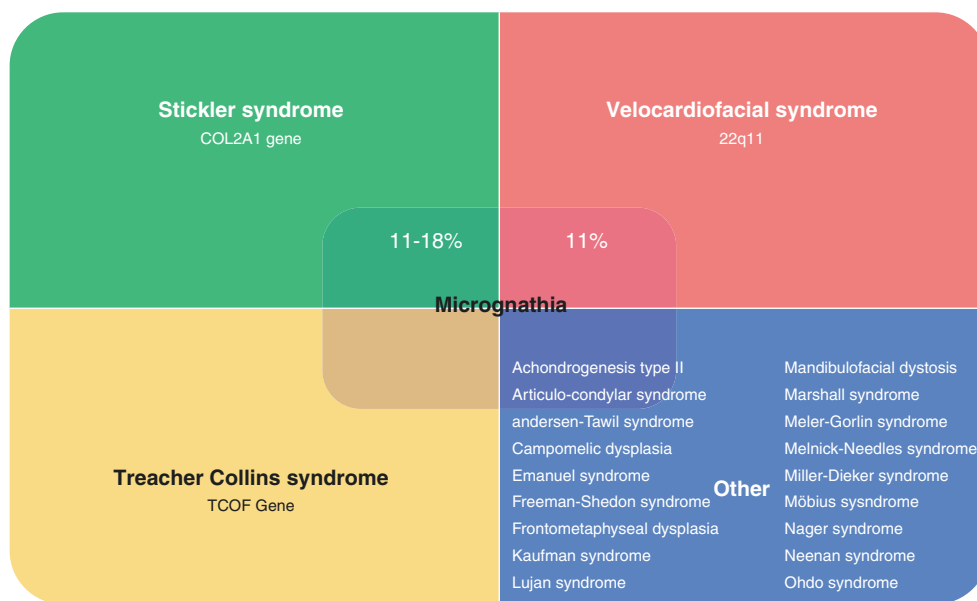 Stickler syndrome
COL2A1 gene
Velocardiofacial syndrome
22q11
11-18%
11%
Micrognathia
Treacher Collins syndrome
TCOF Gene
Achondrogenesis type II
Articulo-condylar syndrome
andersen-Tawil syndrome
Campomelic dysplasia
Emanuel syndrome
Freeman-Shedon syndrome
Frontometaphyseal dysplasia
Kaufman syndrome
Lujan syndrome
Other
Mandibulofacial dystosis
Marshall syndrome
Meler-Gorlin syndrome
Melnick-Needles syndrome
Miller-Dieker syndrome
Möbius sysndrome
Nager syndrome
Neenan syndrome
Ohdo syndrome